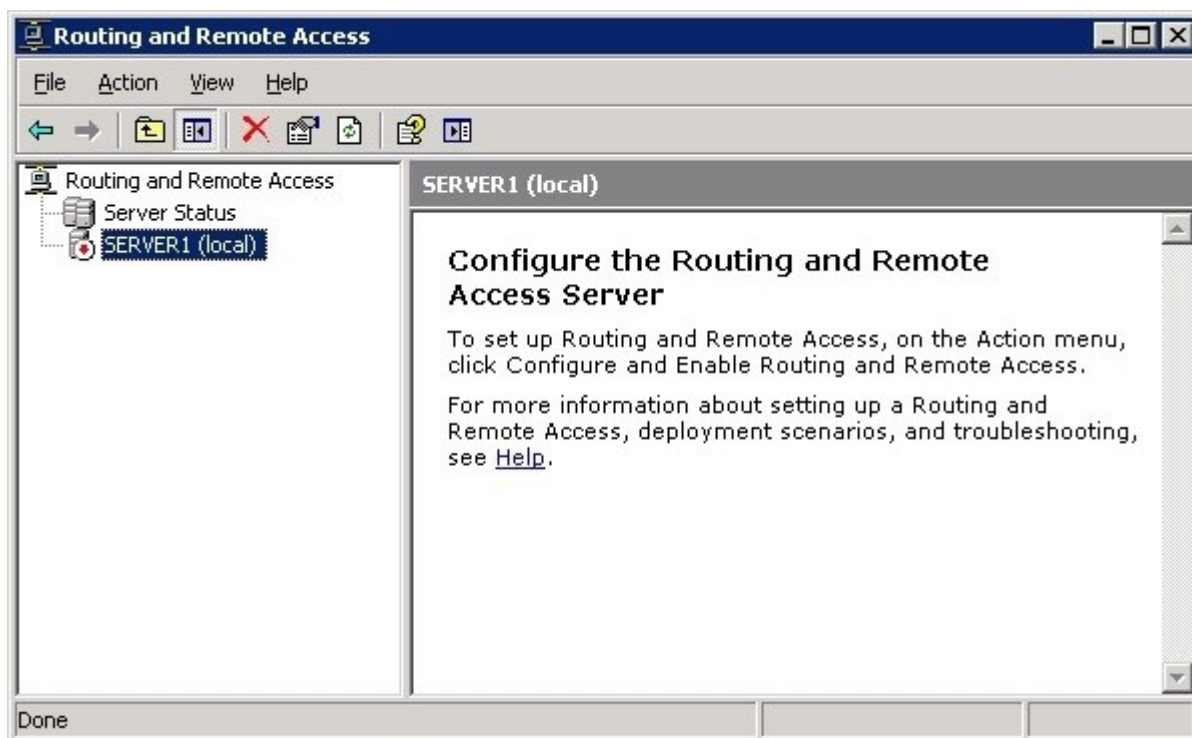 Routing and Remote Access
File Action View Help
Routing and Remote Access
Server Status
SERVER1 (local)
SERVER1 (local)
Configure the Routing and Remote
Access Server
To set up Routing and Remote Access, on the Action menu,
click Configure and Enable Routing and Remote Access.
For more information about setting up a Routing and
Remote Access, deployment scenarios, and troubleshooting,
see Help.
Done